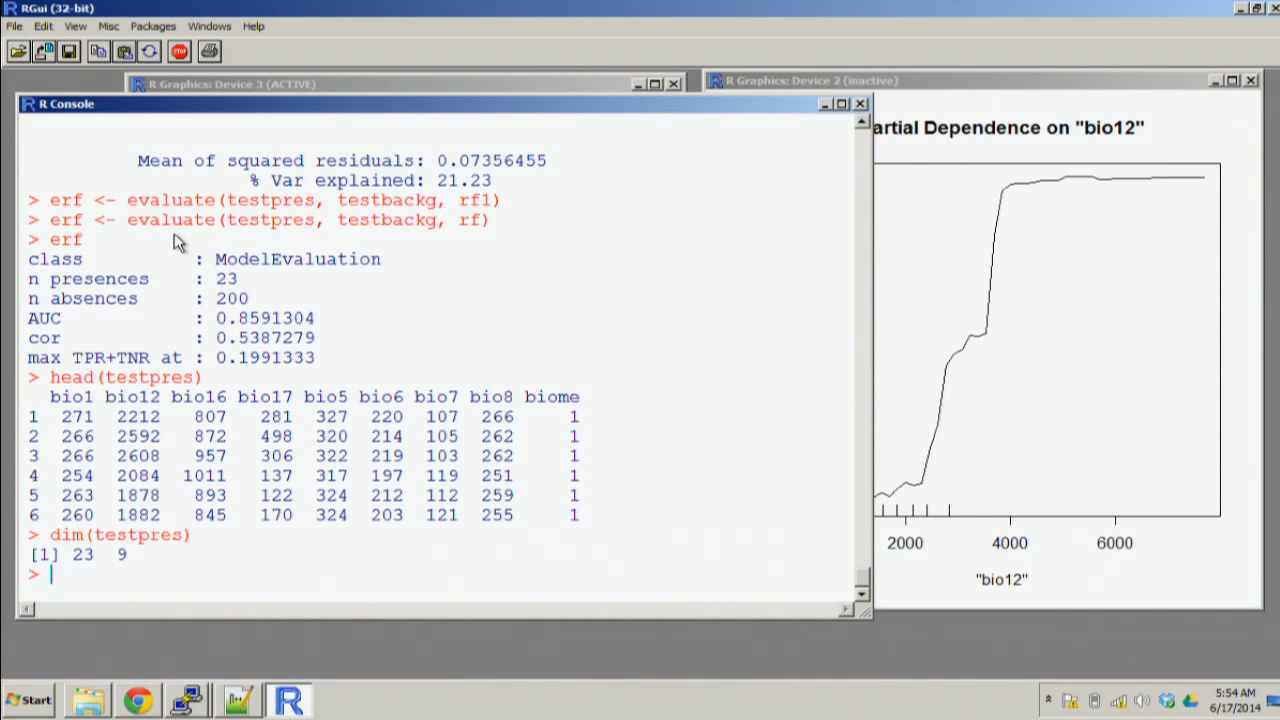 RGui (32-bit)
File Edit View Misc Packages Windows Help
STOP
R Graphics: Device 3 (ACTIVE)
R Graphics: Device 2 (inactive)
R Console
Mean of squared residuals: 0.07356455
% Var explained: 21.23
> erf <- evaluate(testpres, testbackg, rf1)
> erf <- evaluate(testpres, testbackg, rf)
> erf
class : ModelEvaluation
n presences : 23
n absences : 200
AUC : 0.8591304
cor : 0.5387279
max TPR+TNR at : 0.1991333
> head(testpres)
bio1 bio12 bio16 bio17 bio5 bio6 bio7 bio8 biome
1 271 2212 807 281 327 220 107 266 1
2 266 2592 872 498 320 214 105 262 1
3 266 2608 957 306 322 219 103 262 1
4 254 2084 1011 137 317 197 119 251 1
5 263 1878 893 122 324 212 112 259 1
6 260 1882 845 170 324 203 121 255 1
> dim(testpres)
[1] 23 9
>
artial Dependence on "bio12"
2000 4000 6000
"bio12"
Start
5:54 AM
6/17/2014